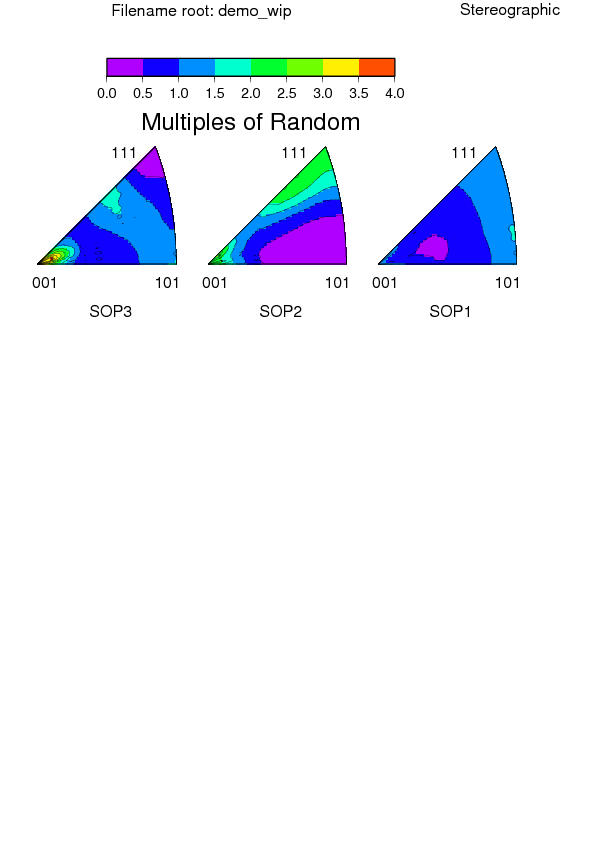 Filename root: demo_wip Stereographic
0.0 0.5 1.0 1.5 2.0 2.5 3.0 3.5 4.0
Multiples of Random
111 111 111
001 101 001 101 001 101
SOP3 SOP2 SOP1